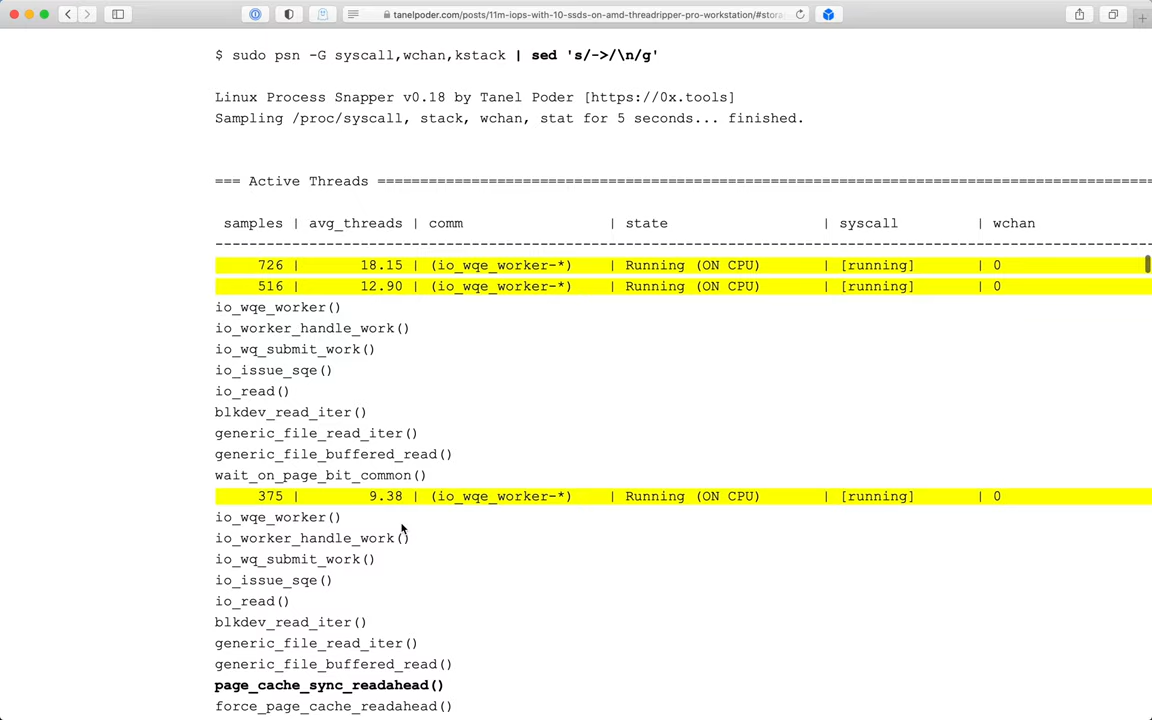 tanelpoder.com/posts/11m-iops-with-10-ssds-on-amd-threadripper-pro-workstation/#stora
$ sudo psn -G syscall,wchan,kstack | sed 's/->/\n/g'
Linux Process Snapper v0.18 by Tanel Poder [https://0x.tools]
Sampling /proc/syscall, stack, wchan, stat for 5 seconds... finished.
=== Active Threads ==========================================================================
samples | avg_threads | comm | state | syscall | wchan
-----------------------------------------------------------------------------------------
726 | 18.15 | (io_wqe_worker-*) | Running (ON CPU) | [running] | 0
516 | 12.90 | (io_wqe_worker-*) | Running (ON CPU) | [running] | 0
io_wqe_worker()
io_worker_handle_work()
io_wq_submit_work()
io_issue_sqe()
io_read()
blkdev_read_iter()
generic_file_read_iter()
generic_file_buffered_read()
wait_on_page_bit_common()
375 | 9.38 | (io_wqe_worker-*) | Running (ON CPU) | [running] | 0
io_wqe_worker()
io_worker_handle_work()
io_wq_submit_work()
io_issue_sqe()
io_read()
blkdev_read_iter()
generic_file_read_iter()
generic_file_buffered_read()
page_cache_sync_readahead()
force_page_cache_readahead()